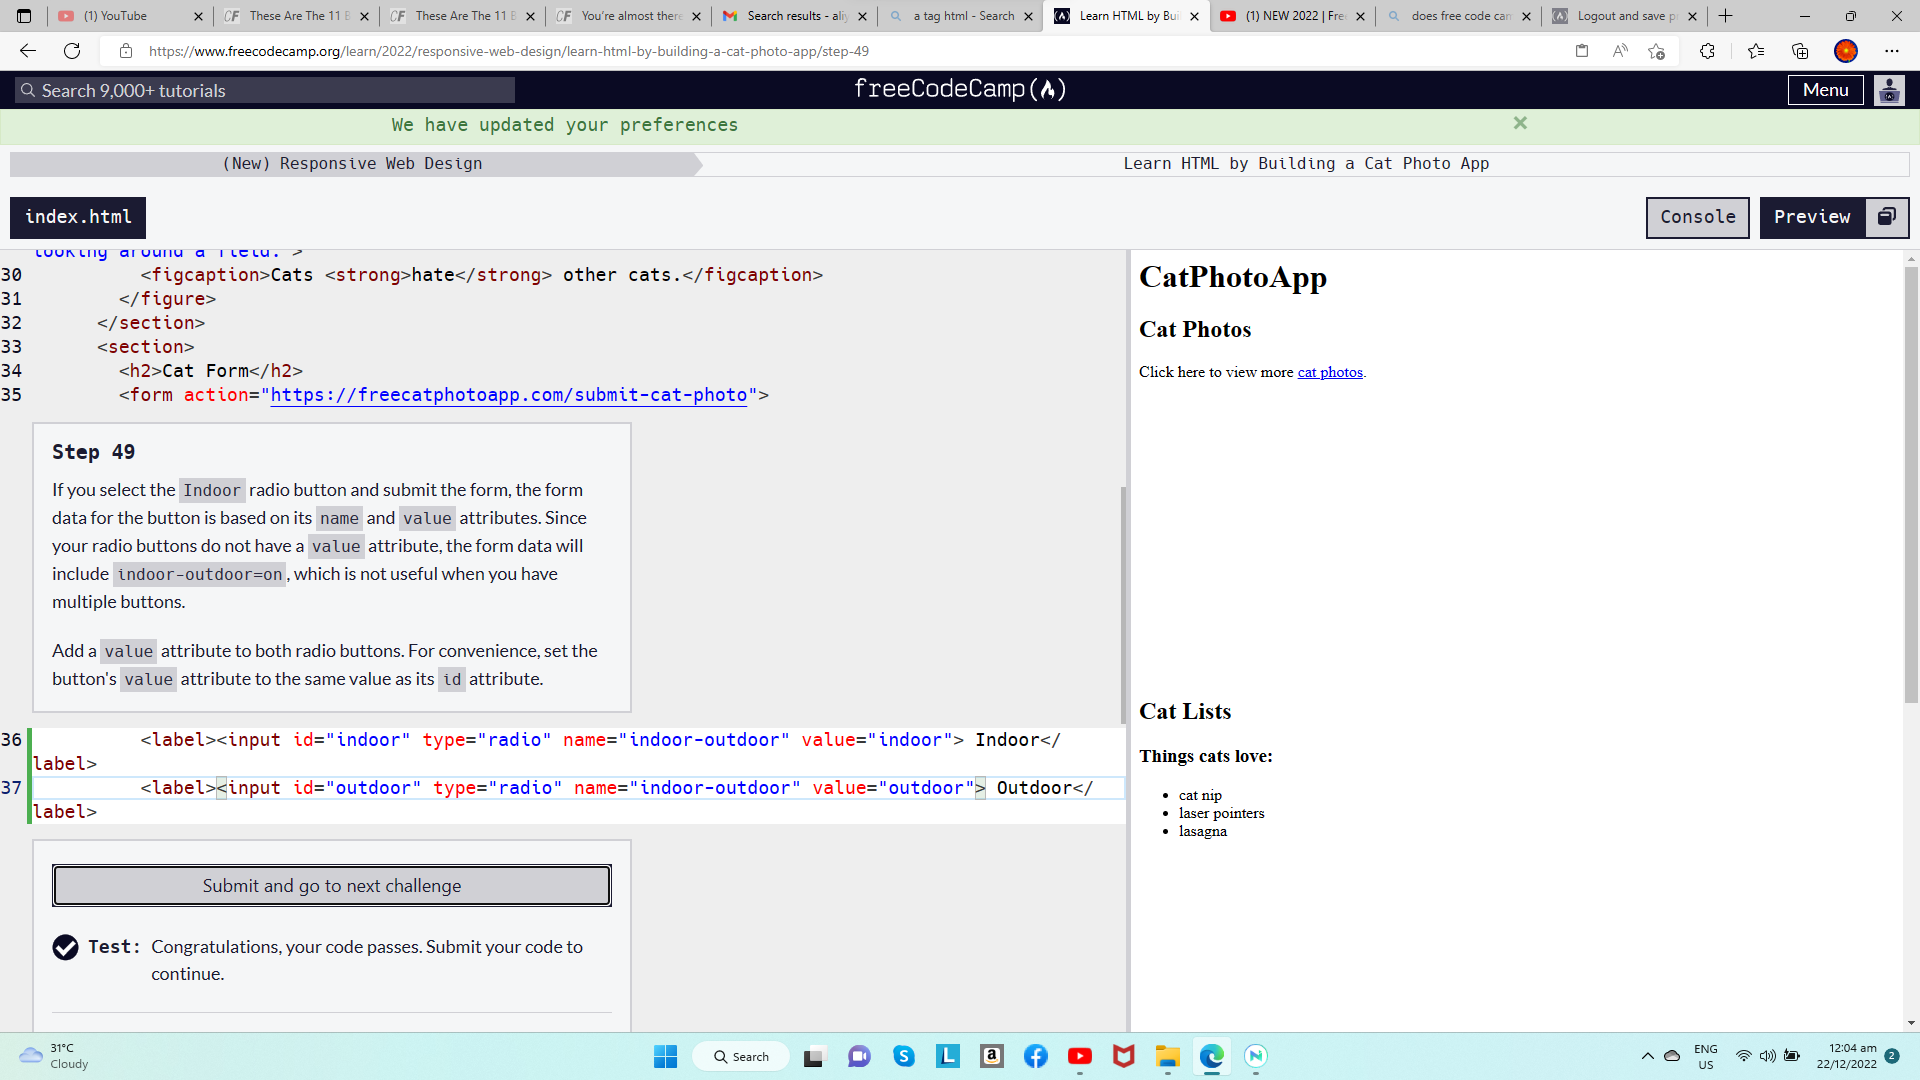 (1) YouTube
These Are The 11 B
These Are The 11 B
You're almost there
Search results - aliy
a tag html - Search
Learn HTML by Bui
(1) NEW 2022 | Fre
does free code cam
Logout and save p
https://www.freecodecamp.org/learn/2022/responsive-web-design/learn-html-by-building-a-cat-photo-app/step-49
Search 9,000+ tutorials
freeCodeCamp
Menu
We have updated your preferences
(New) Responsive Web Design
Learn HTML by Building a Cat Photo App
index.html
Console
Preview
looking around a field.">
30 <figcaption>Cats <strong>hate</strong> other cats.</figcaption>
31 </figure>
32 </section>
33 <section>
34 <h2>Cat Form</h2>
35 <form action="https://freecatphotoapp.com/submit-cat-photo">
Step 49
If you select the Indoor radio button and submit the form, the form
data for the button is based on its name and value attributes. Since
your radio buttons do not have a value attribute, the form data will
include indoor-outdoor=on, which is not useful when you have
multiple buttons.
Add a value attribute to both radio buttons. For convenience, set the
button's value attribute to the same value as its id attribute.
36 <label><input id="indoor" type="radio" name="indoor-outdoor" value="indoor"> Indoor</
label>
37 <label><input id="outdoor" type="radio" name="indoor-outdoor" value="outdoor"> Outdoor</
label>
Submit and go to next challenge
Test: Congratulations, your code passes. Submit your code to
continue.
CatPhotoApp
Cat Photos
Click here to view more cat photos.
Cat Lists
Things cats love:
• cat nip
• laser pointers
• lasagna
31°C
Cloudy
Search
ENG
US
12:04 am
22/12/2022
2